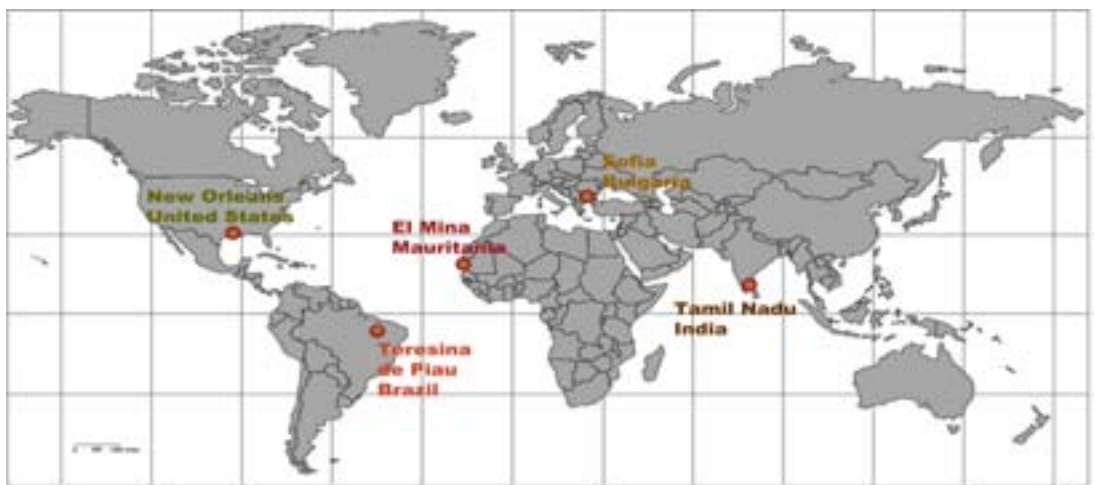 New Orleans
United States
El Mina
Mauritania
Sofia
Bulgaria
Tamil Nadu
India
Teresina
de Piau
Brazil